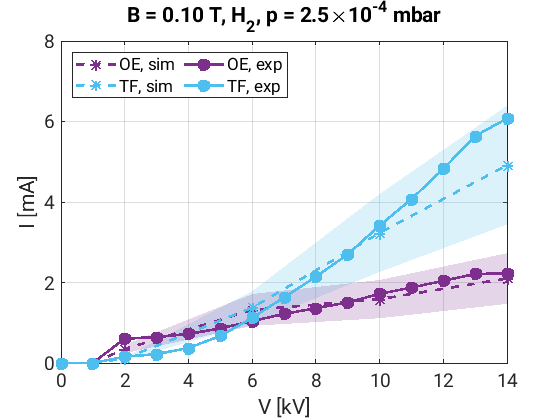 B = 0.10 T, H₂, p = 2.5×10⁻⁴ mbar
OE, sim
OE, exp
TF, sim
TF, exp
8
6
4
2
0
I [mA]
0 2 4 6 8 10 12 14
V [kV]